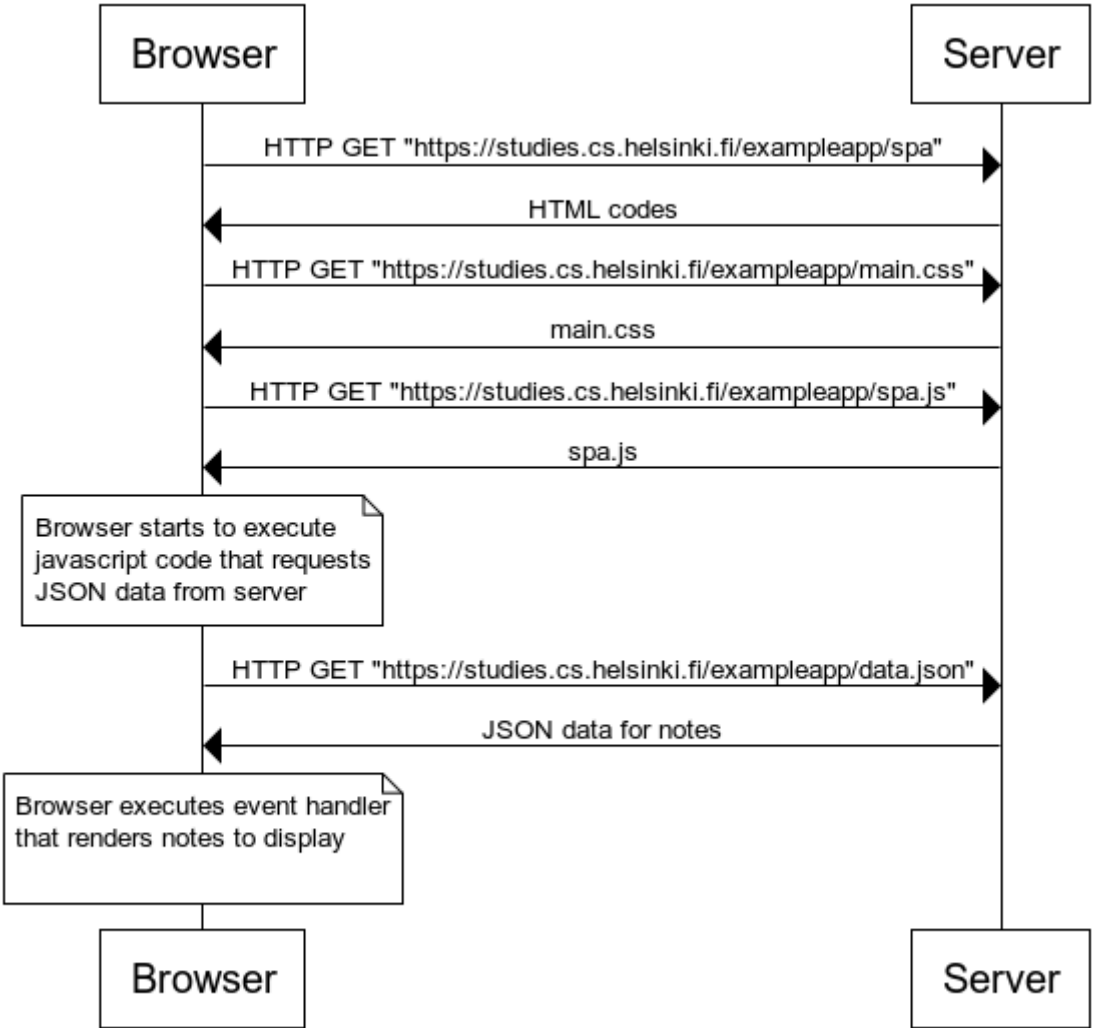 Browser
Server
HTTP GET "https://studies.cs.helsinki.fi/exampleapp/spa"
HTML codes
HTTP GET "https://studies.cs.helsinki.fi/exampleapp/main.css"
main.css
HTTP GET "https://studies.cs.helsinki.fi/exampleapp/spa.js"
spa.js
Browser starts to execute
javascript code that requests
JSON data from server
HTTP GET "https://studies.cs.helsinki.fi/exampleapp/data.json"
JSON data for notes
Browser executes event handler
that renders notes to display
Browser
Server